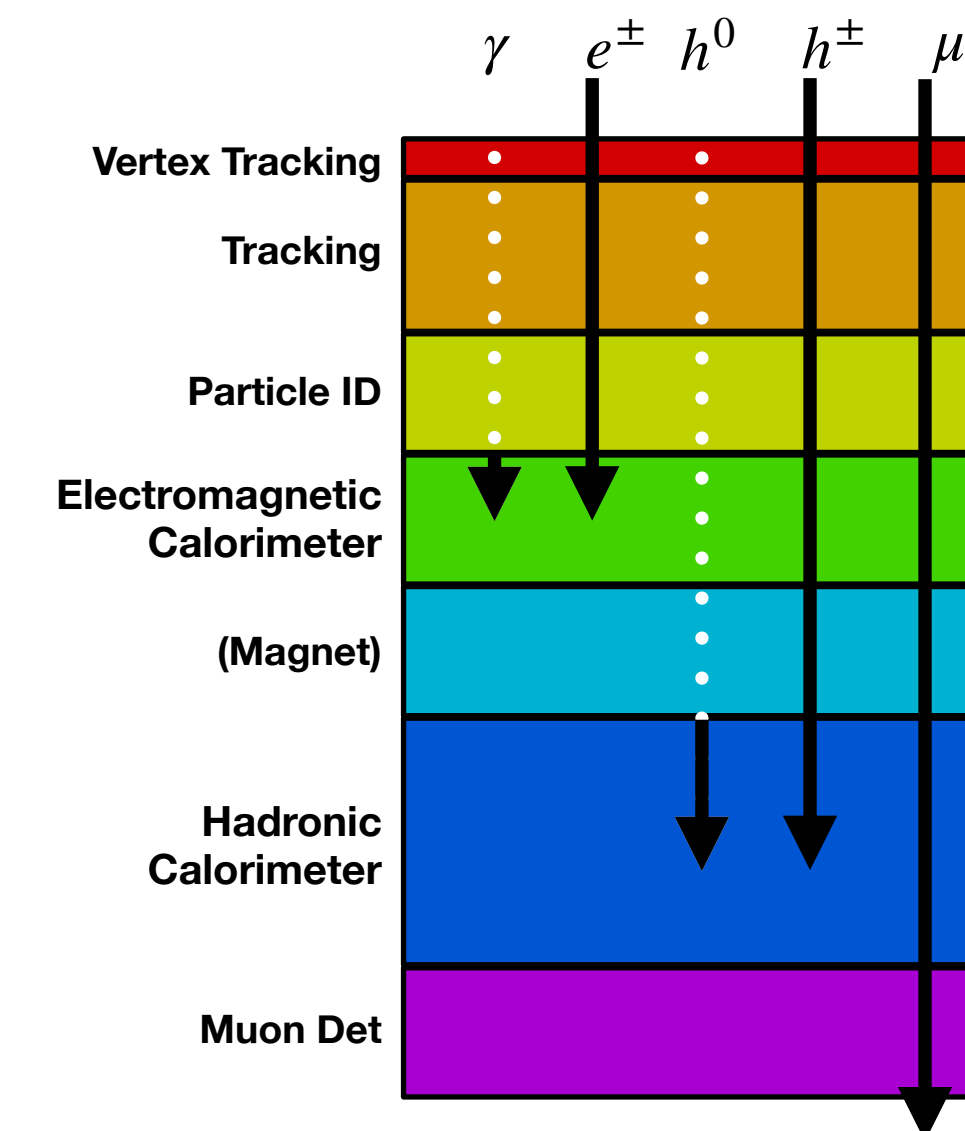 γ e± h⁰ h± μ
Vertex Tracking
Tracking
Particle ID
Electromagnetic
Calorimeter
(Magnet)
Hadronic
Calorimeter
Muon Det